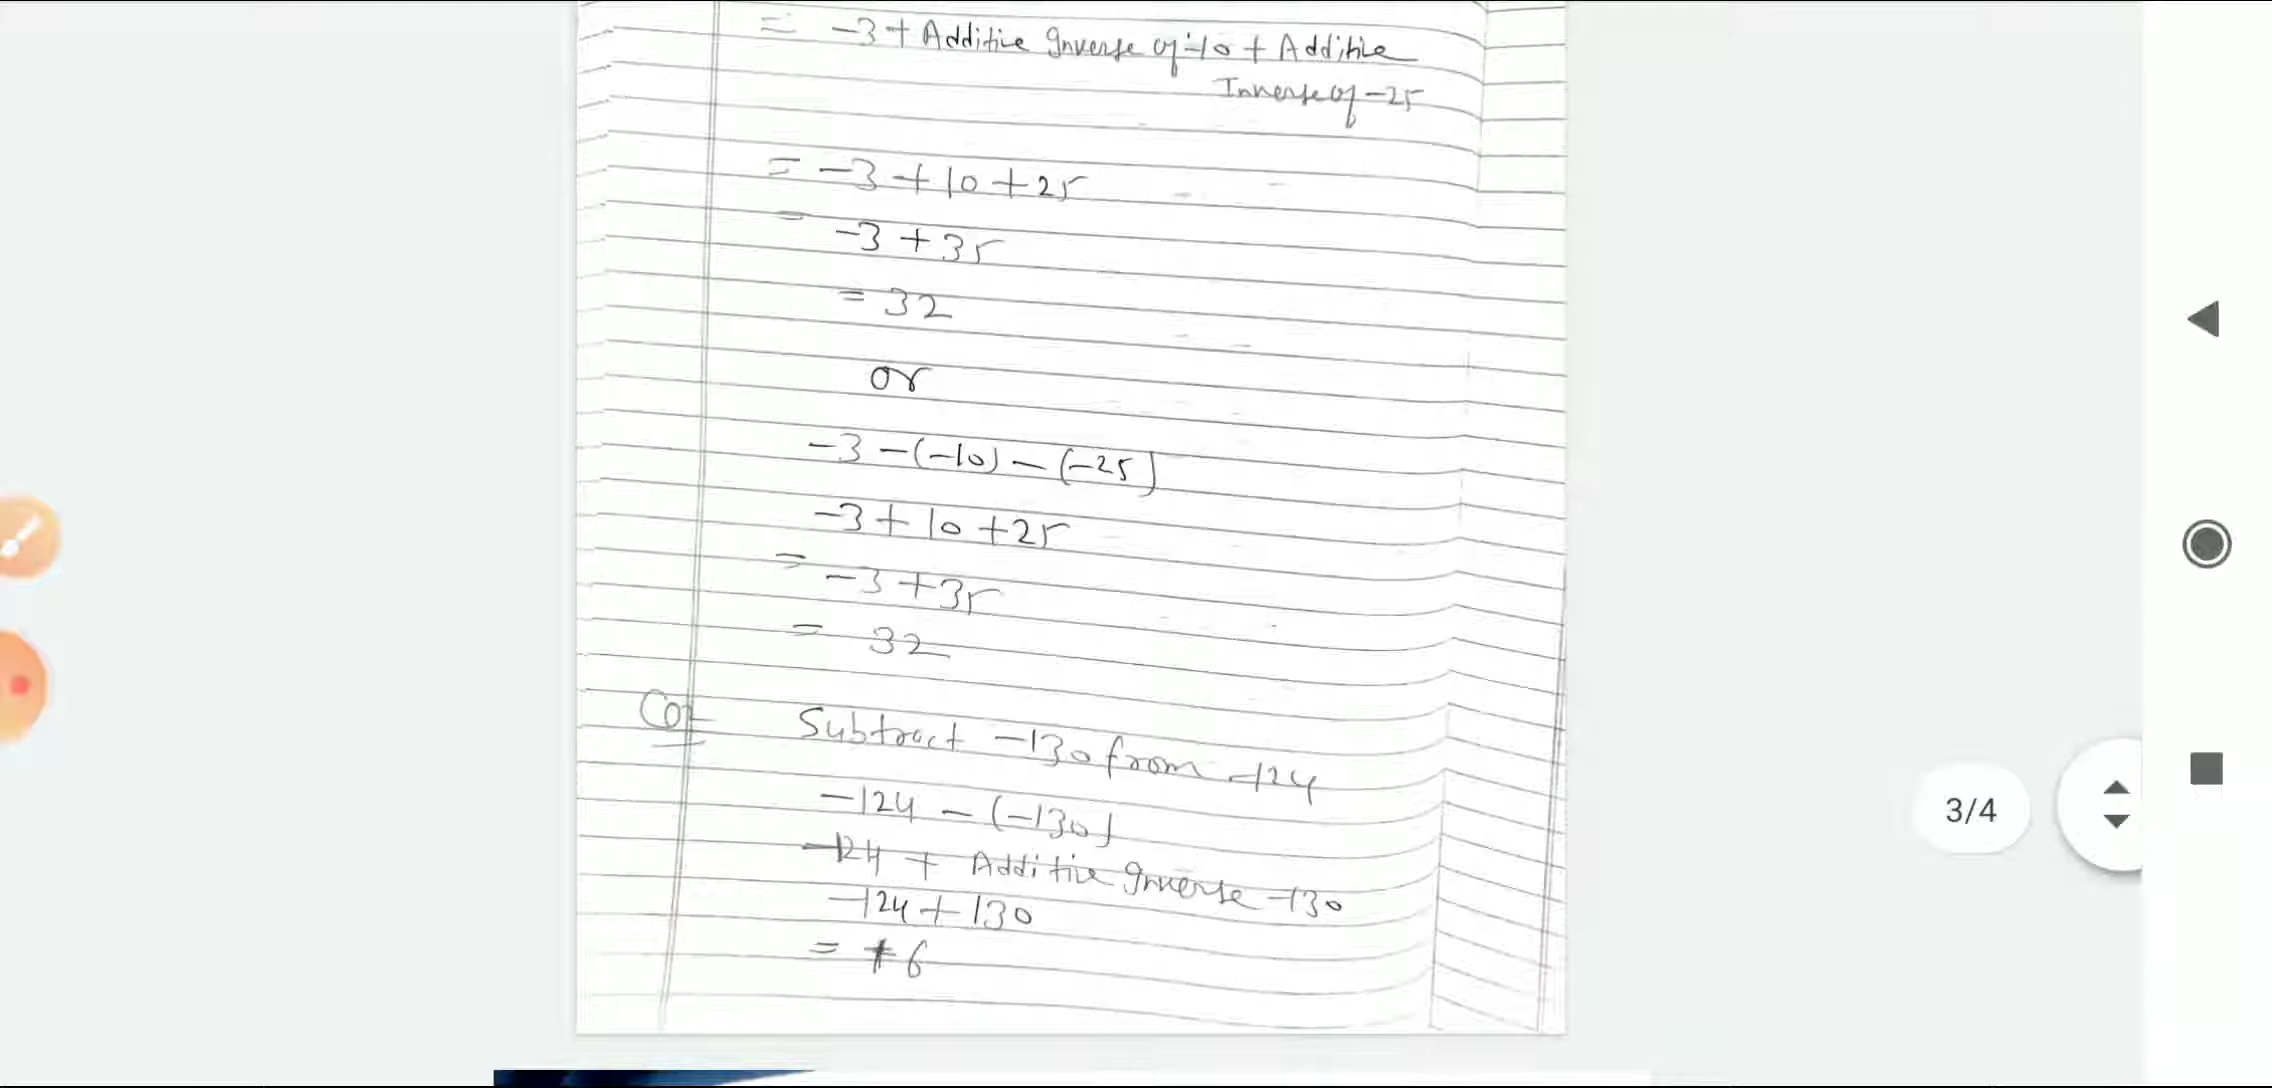 = -3 + Additive Inverse of -10 + Additive
Inverse of -25
= -3 + 10 + 25
= -3 + 35
= 32
or
-3 - (-10) - (-25)
-3 + 10 + 25
= -3 + 35
= 32
Subtract -130 from -124
-124 - (-130)
-124 + Additive Inverse -130
-124 + 130
= +6
3/4